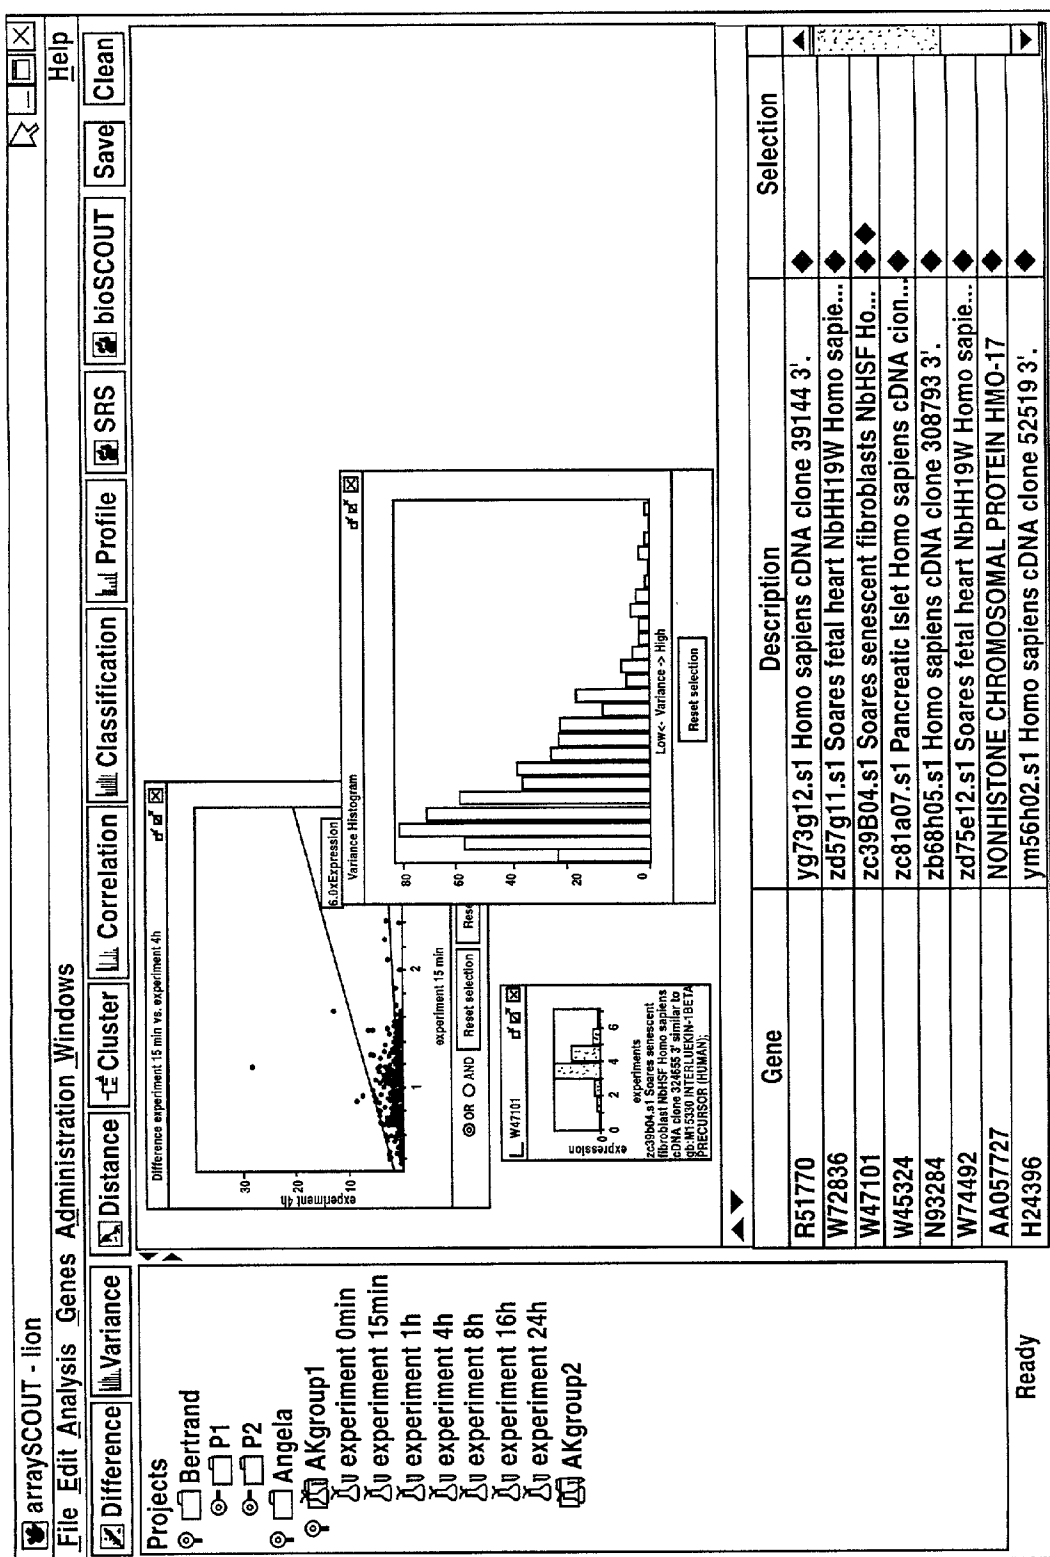 arraySCOUT - lion
File Edit Analysis Genes Administration Windows Help
Difference Variance Distance Cluster Correlation Classification Profile SRS bioSCOUT Save Clean
Projects
Bertrand
P1
P2
Angela
AKgroup1
experiment 0min
experiment 15min
experiment 1h
experiment 4h
experiment 8h
experiment 16h
experiment 24h
AKgroup2
Difference experiment 15 min vs. experiment 4h
30
20
10
experiment 4h
1 2
experiment 15 min
6.0xExpression
OR AND Reset selection Rese
Variance Histogram
80
60
40
20
0
Low<- Variance -> High
Reset selection
W47101
expression
0
0 2 4 6
experiments
zc39b04.s1 Soares senescent
fibroblast NbHSF Homo sapiens
cDNA clone 324655 3' similar to
gb:M15330 INTERLUEKIN-1BETA
PRECURSOR (HUMAN);
Gene Description Selection
R51770 yg73g12.s1 Homo sapiens cDNA clone 39144 3'.
W72836 zd57g11.s1 Soares fetal heart NbHH19W Homo sapie...
W47101 zc39B04.s1 Soares senescent fibroblasts NbHSF Ho...
W45324 zc81a07.s1 Pancreatic Islet Homo sapiens cDNA cion...
N93284 zb68h05.s1 Homo sapiens cDNA clone 308793 3'.
W74492 zd75e12.s1 Soares fetal heart NbHH19W Homo sapie...
AA057727 NONHISTONE CHROMOSOMAL PROTEIN HMO-17
H24396 ym56h02.s1 Homo sapiens cDNA clone 52519 3'.
Ready